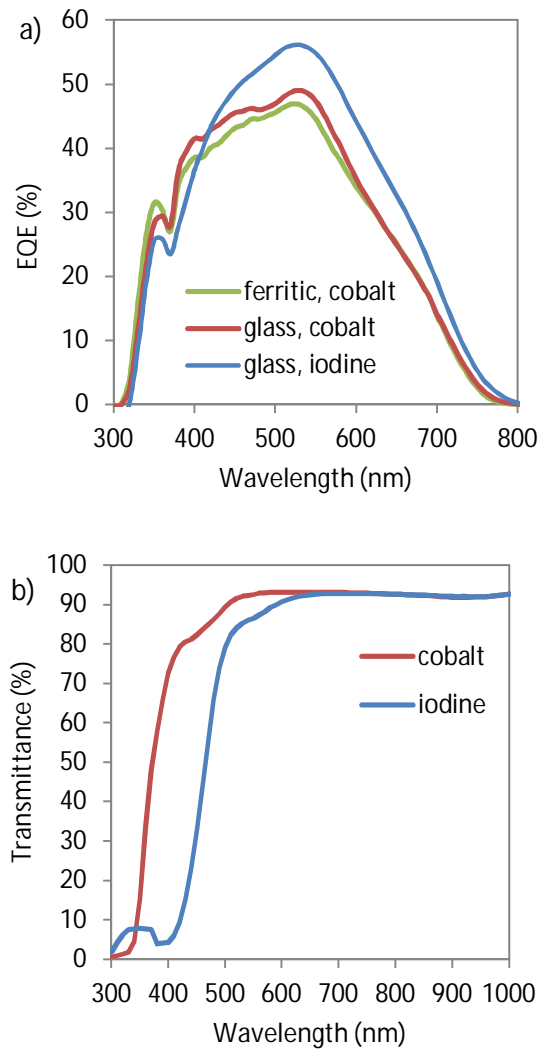 a)
EQE (%)
60
50
40
30
20
10
0
ferritic, cobalt
glass, cobalt
glass, iodine
300 400 500 600 700 800
Wavelength (nm)
b)
Transmittance (%)
100
90
80
70
60
50
40
30
20
10
0
cobalt
iodine
300 400 500 600 700 800 900 1000
Wavelength (nm)